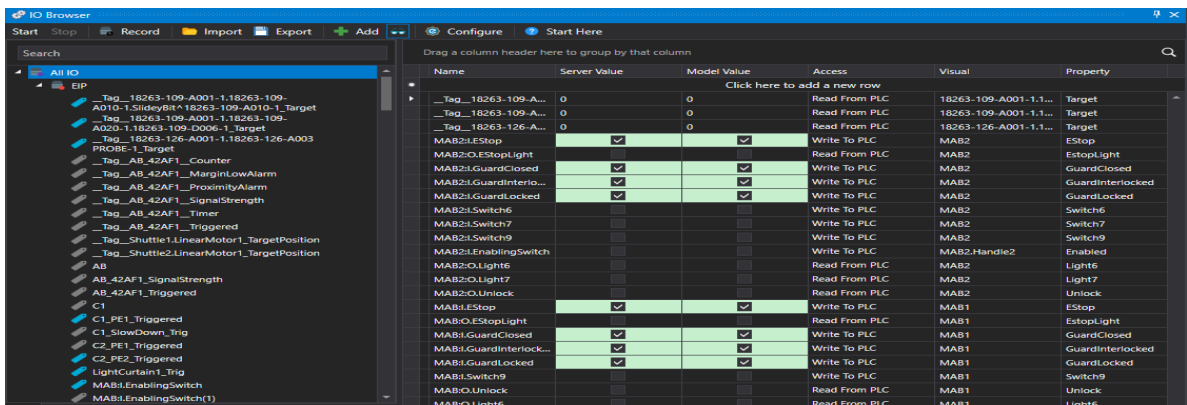 IO Browser
Start Stop Record Import Export Add Configure Start Here
Search
All IO
EIP
__Tag__18263-109-A001-1.18263-109-
A010-1.SlideyBit^18263-109-A010-1_Target
__Tag__18263-109-A001-1.18263-109-
A020-1.18263-109-D006-1_Target
__Tag__18263-126-A001-1.18263-126-A003
PROBE-1_Target
__Tag__AB_42AF1__Counter
__Tag__AB_42AF1__MarginLowAlarm
__Tag__AB_42AF1__ProximityAlarm
__Tag__AB_42AF1__SignalStrength
__Tag__AB_42AF1__Timer
__Tag__AB_42AF1__Triggered
__Tag__Shuttle1.LinearMotor1_TargetPosition
__Tag__Shuttle2.LinearMotor1_TargetPosition
AB
AB_42AF1_SignalStrength
AB_42AF1_Triggered
C1
C1_PE1_Triggered
C1_SlowDown_Trig
C2_PE1_Triggered
C2_PE2_Triggered
LightCurtain1_Trig
MAB:I.EnablingSwitch
MAB:I.EnablingSwitch(1)
Drag a column header here to group by that column
Name Server Value Model Value Access Visual Property
Click here to add a new row
__Tag__18263-109-A... 0 0 Read From PLC 18263-109-A001-1.1... Target
__Tag__18263-109-A... 0 0 Read From PLC 18263-109-A001-1.1... Target
__Tag__18263-126-A... 0 0 Read From PLC 18263-126-A001-1.1... Target
MAB2:I.EStop Write To PLC MAB2 EStop
MAB2:O.EStopLight Read From PLC MAB2 EstopLight
MAB2:I.GuardClosed Write To PLC MAB2 GuardClosed
MAB2:I.GuardInterlo... Write To PLC MAB2 GuardInterlocked
MAB2:I.GuardLocked Write To PLC MAB2 GuardLocked
MAB2:I.Switch6 Write To PLC MAB2 Switch6
MAB2:I.Switch7 Write To PLC MAB2 Switch7
MAB2:I.Switch9 Write To PLC MAB2 Switch9
MAB2:I.EnablingSwitch Write To PLC MAB2.Handle2 Enabled
MAB2:O.Light6 Read From PLC MAB2 Light6
MAB2:O.Light7 Read From PLC MAB2 Light7
MAB2:O.Unlock Read From PLC MAB2 Unlock
MAB:I.EStop Write To PLC MAB1 EStop
MAB:O.EStopLight Read From PLC MAB1 EstopLight
MAB:I.GuardClosed Write To PLC MAB1 GuardClosed
MAB:I.GuardInterlock... Write To PLC MAB1 GuardInterlocked
MAB:I.GuardLocked Write To PLC MAB1 GuardLocked
MAB:I.Switch9 Write To PLC MAB1 Switch9
MAB:O.Unlock Read From PLC MAB1 Unlock
MAB:O.Light6 Read From PLC MAB1 Light6